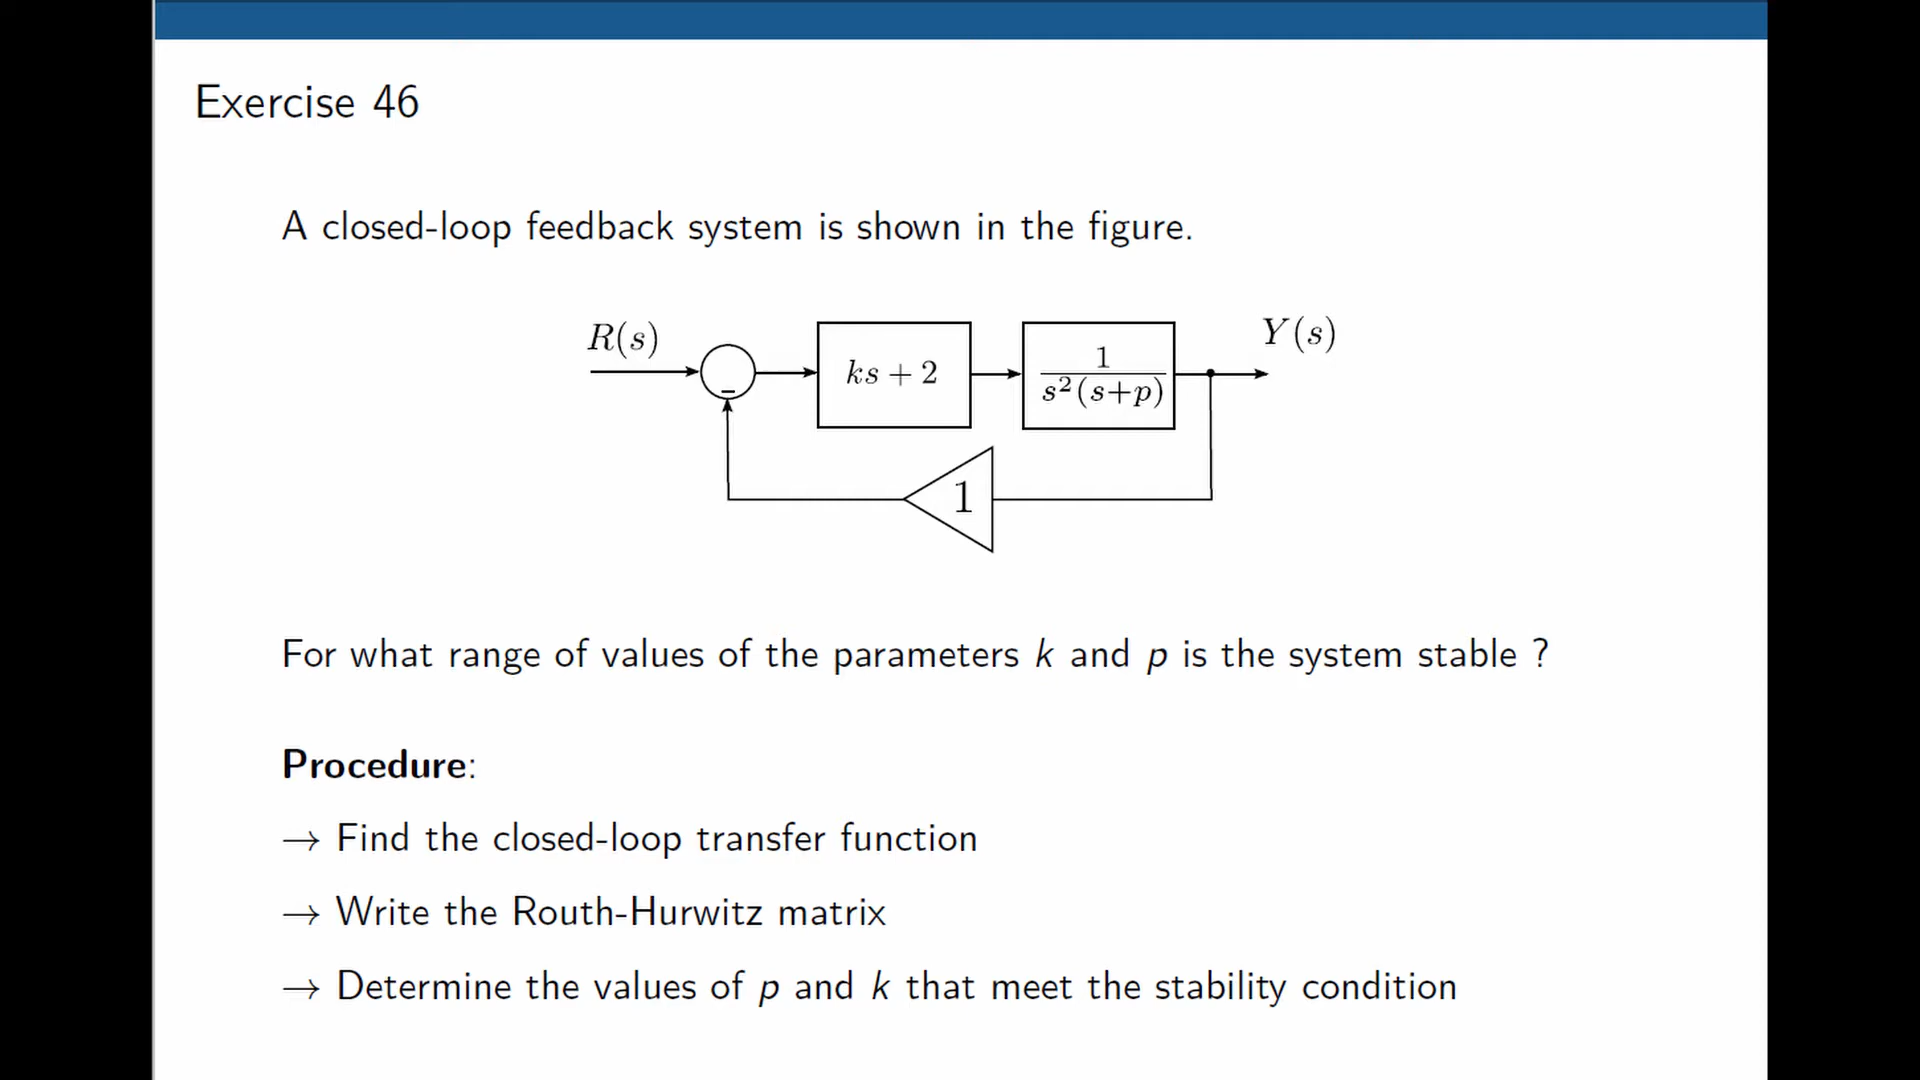 Exercise 46
A closed-loop feedback system is shown in the figure.
R(s)
ks + 2
1
s²(s+p)
Y(s)
−
1
For what range of values of the parameters k and p is the system stable ?
Procedure:
→ Find the closed-loop transfer function
→ Write the Routh-Hurwitz matrix
→ Determine the values of p and k that meet the stability condition